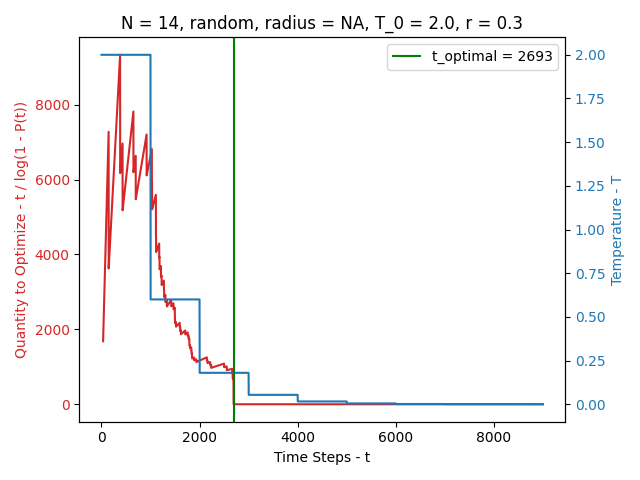 N = 14, random, radius = NA, T_0 = 2.0, r = 0.3
t_optimal = 2693
Quantity to Optimize - t / log(1 - P(t))
8000
6000
4000
2000
0
2.00
1.75
1.50
1.25
1.00
0.75
0.50
0.25
0.00
Temperature - T
0 2000 4000 6000 8000
Time Steps - t